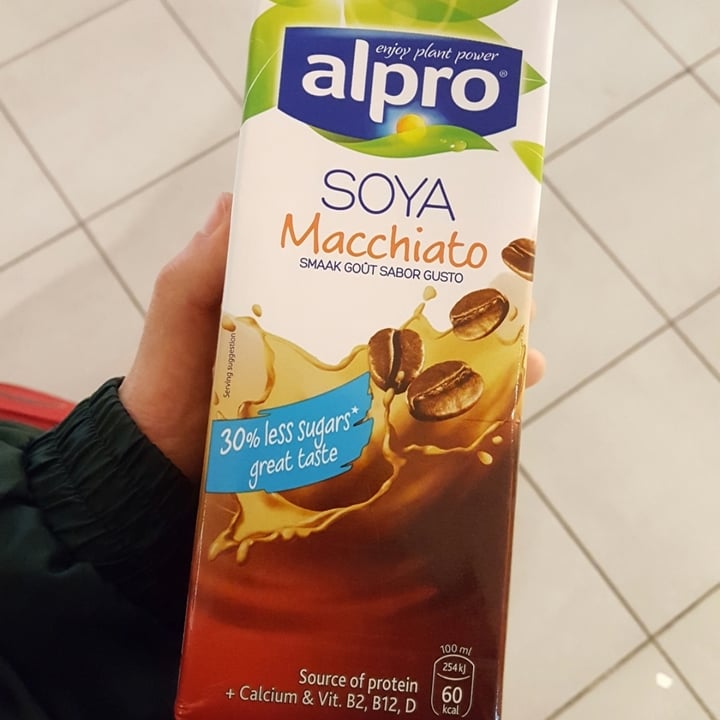 enjoy plant power
alpro®
SOYA
Macchiato
SMAAK GOÛT SABOR GUSTO
Serving suggestion
30% less sugars*
great taste
100 ml
254 kJ
60
kcal
Source of protein
+ Calcium & Vit. B2, B12, D